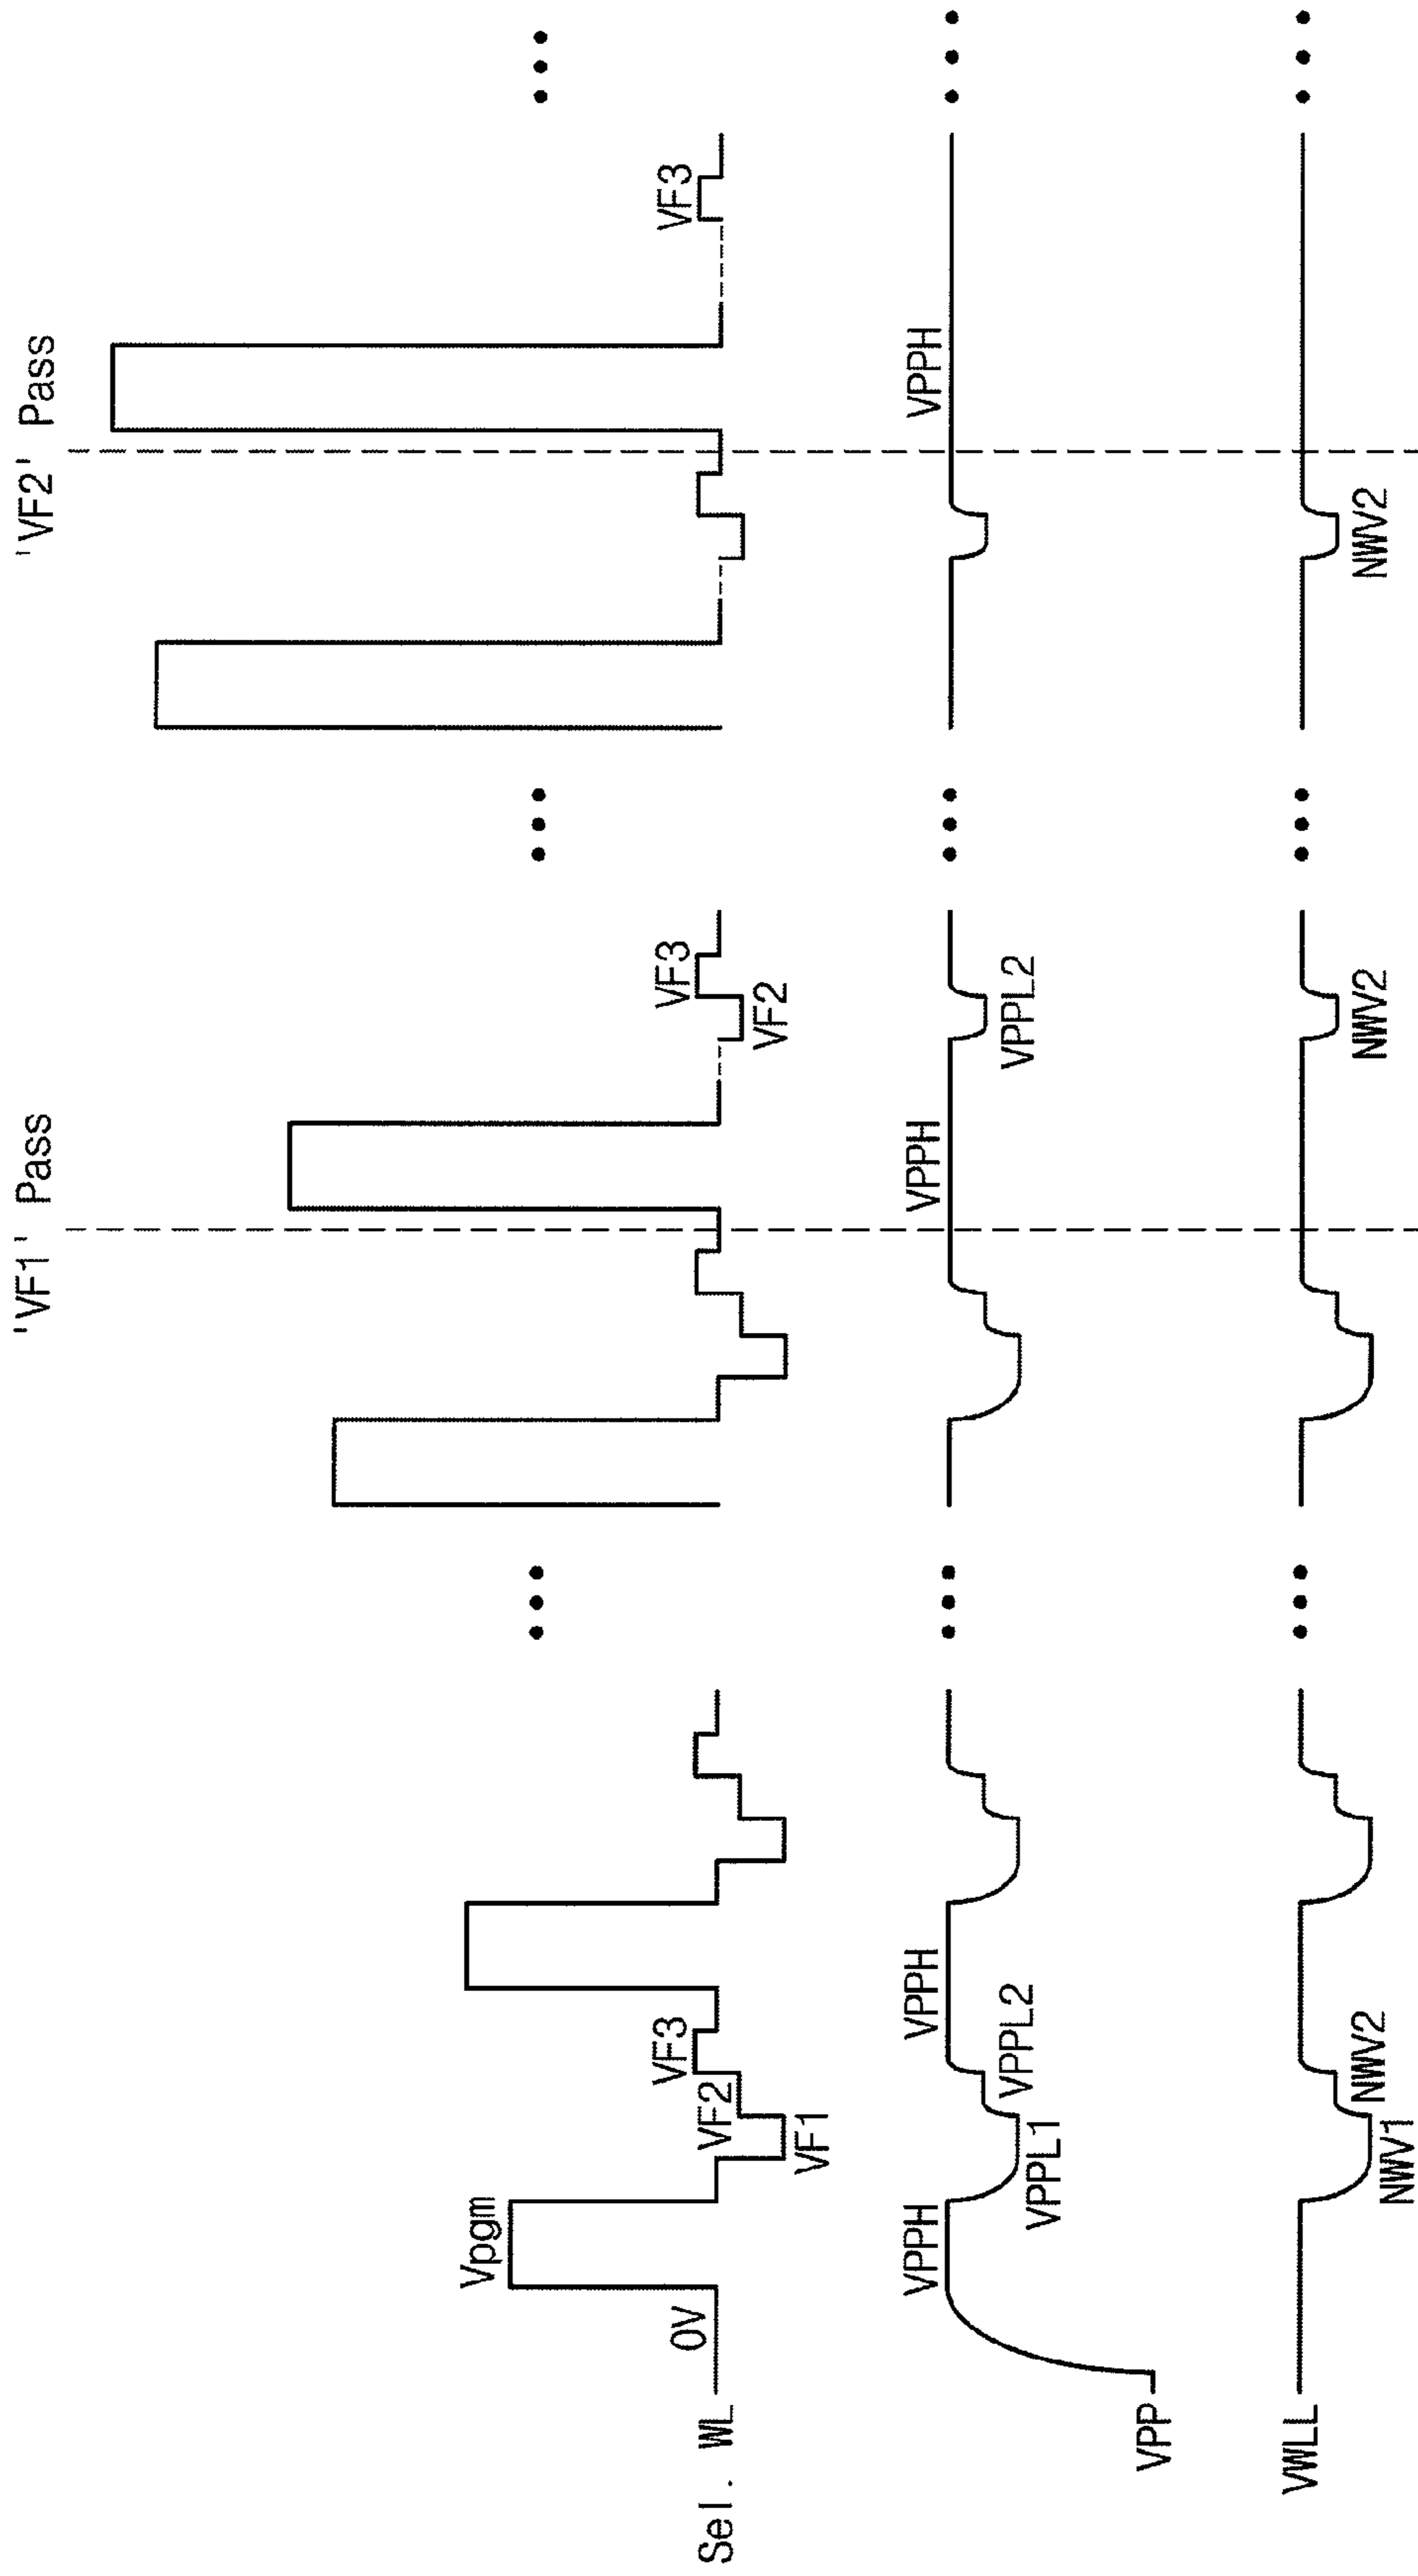 'VF1' Pass
'VF2' Pass
Sel. WL
0V
Vpgm
VF1
VF2
VF3
VF2
VF3
VF3
VPP
VPPH
VPPL1
VPPL2
VPPH
VPPH
VPPL2
VPPH
VWLL
NWV1
NWV2
NWV2
NWV2